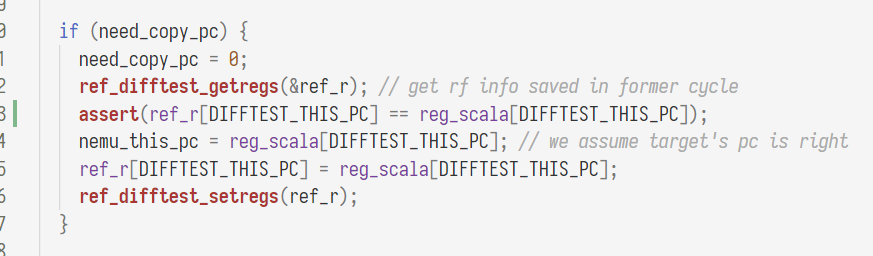 if (need_copy_pc) {
1 need_copy_pc = 0;
2 ref_difftest_getregs(&ref_r); // get rf info saved in former cycle
3 assert(ref_r[DIFFTEST_THIS_PC] == reg_scala[DIFFTEST_THIS_PC]);
4 nemu_this_pc = reg_scala[DIFFTEST_THIS_PC]; // we assume target's pc is right
5 ref_r[DIFFTEST_THIS_PC] = reg_scala[DIFFTEST_THIS_PC];
6 ref_difftest_setregs(ref_r);
7 }
8